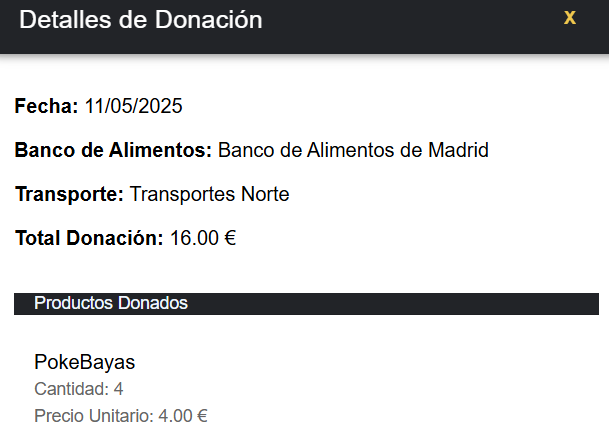 Detalles de Donación
x
Fecha: 11/05/2025
Banco de Alimentos: Banco de Alimentos de Madrid
Transporte: Transportes Norte
Total Donación: 16.00 €
Productos Donados
PokeBayas
Cantidad: 4
Precio Unitario: 4.00 €